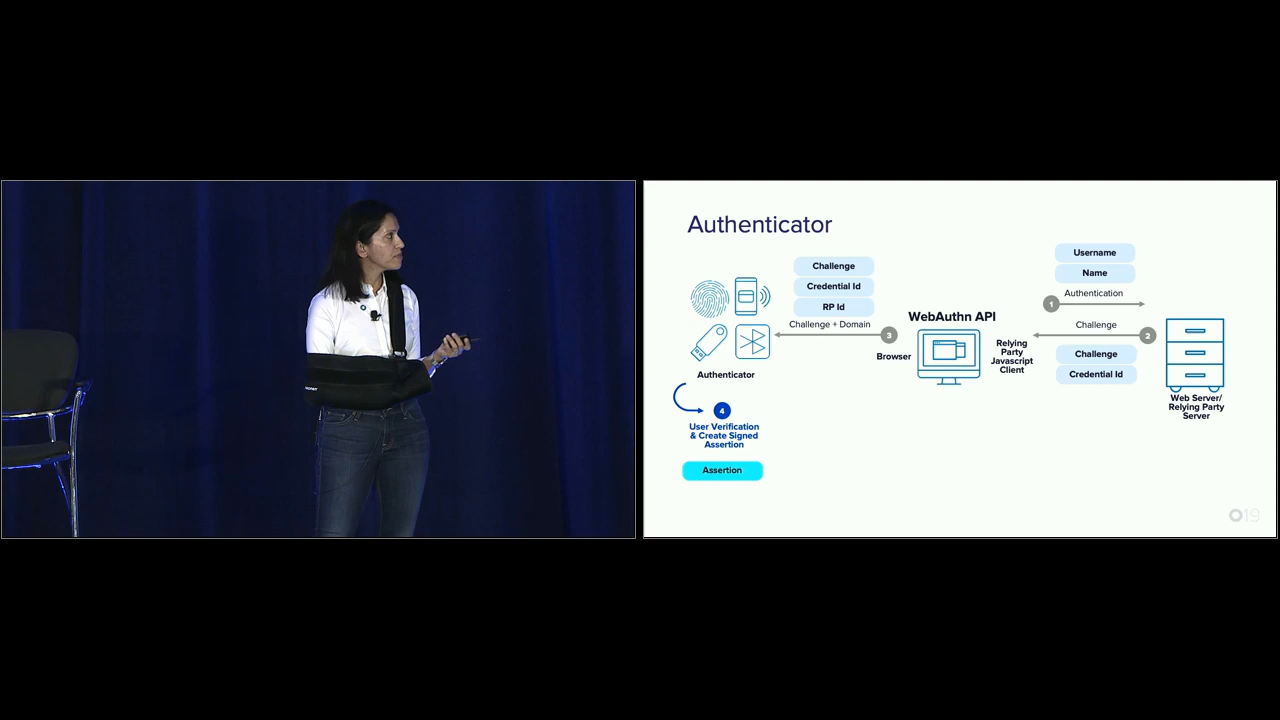 Authenticator
Challenge
Credential Id
RP Id
Challenge + Domain
3
Authenticator
4
User Verification
& Create Signed
Assertion
Assertion
WebAuthn API
Browser
Relying
Party
Javascript
Client
Username
Name
Authentication
1
Challenge
2
Challenge
Credential Id
Web Server/
Relying Party
Server
O19